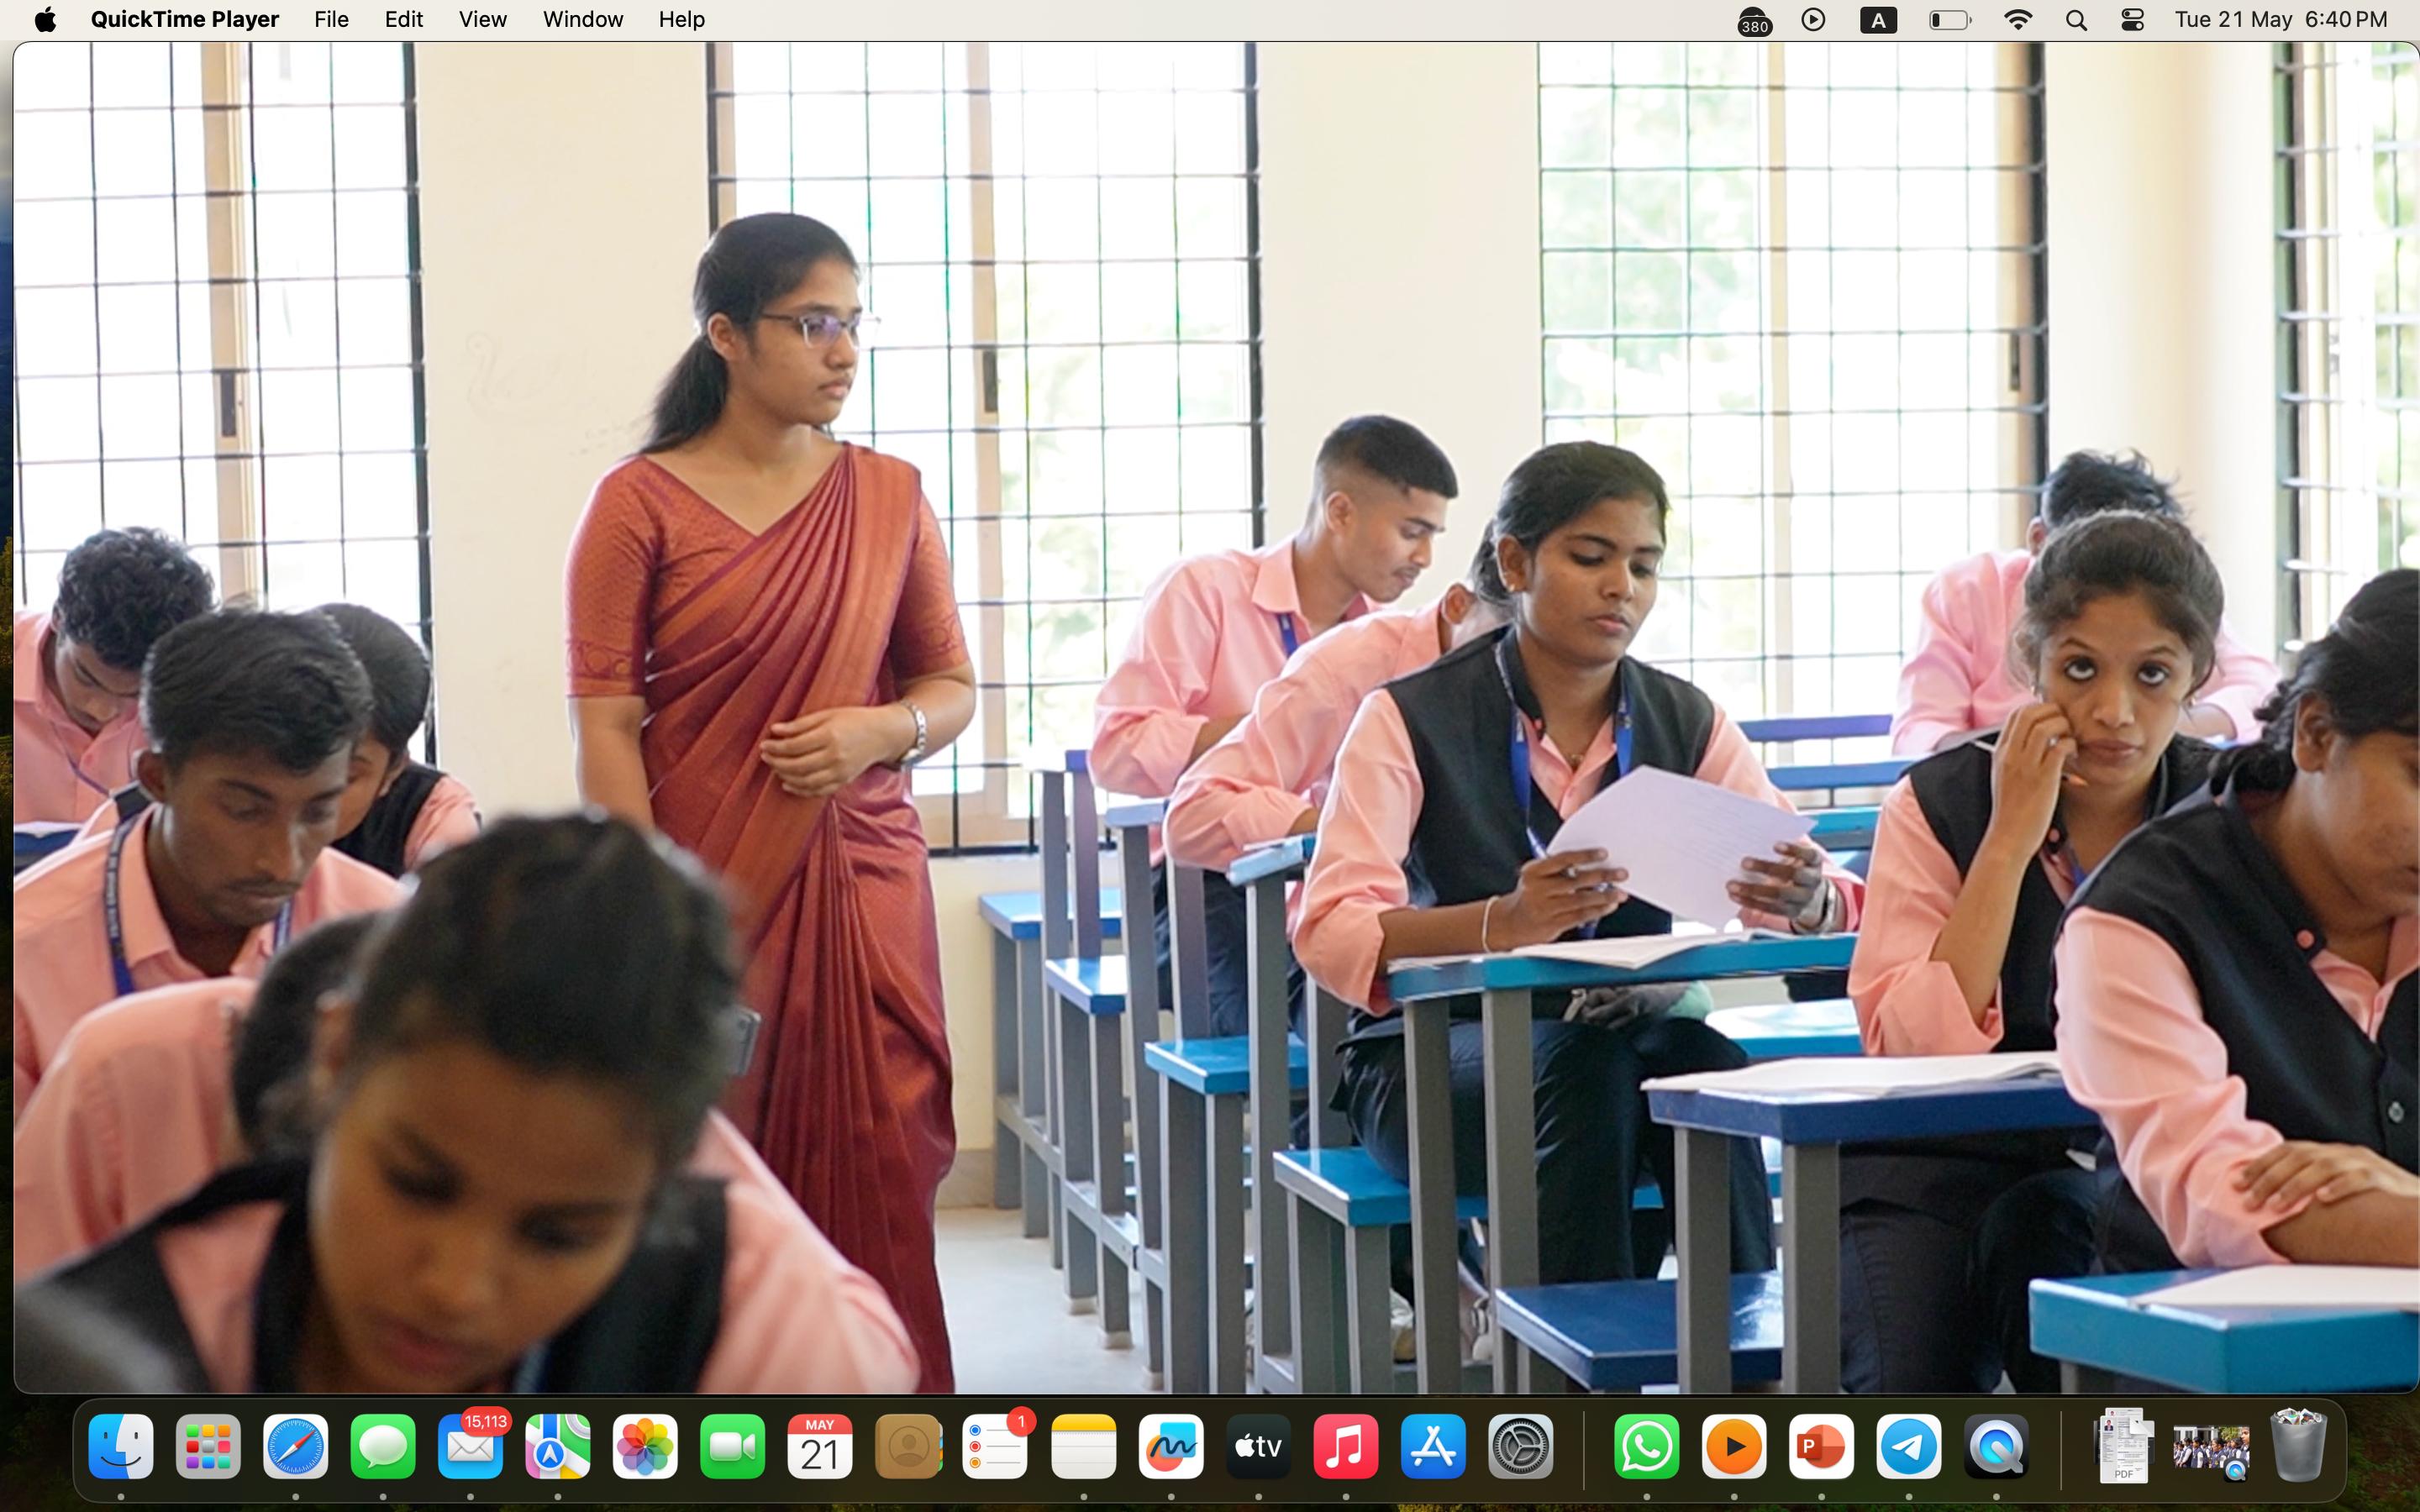 QuickTime Player File Edit View Window Help 380 A Tue 21 May 6:40 PM
15,113 MAY 21 1 tv P PDF